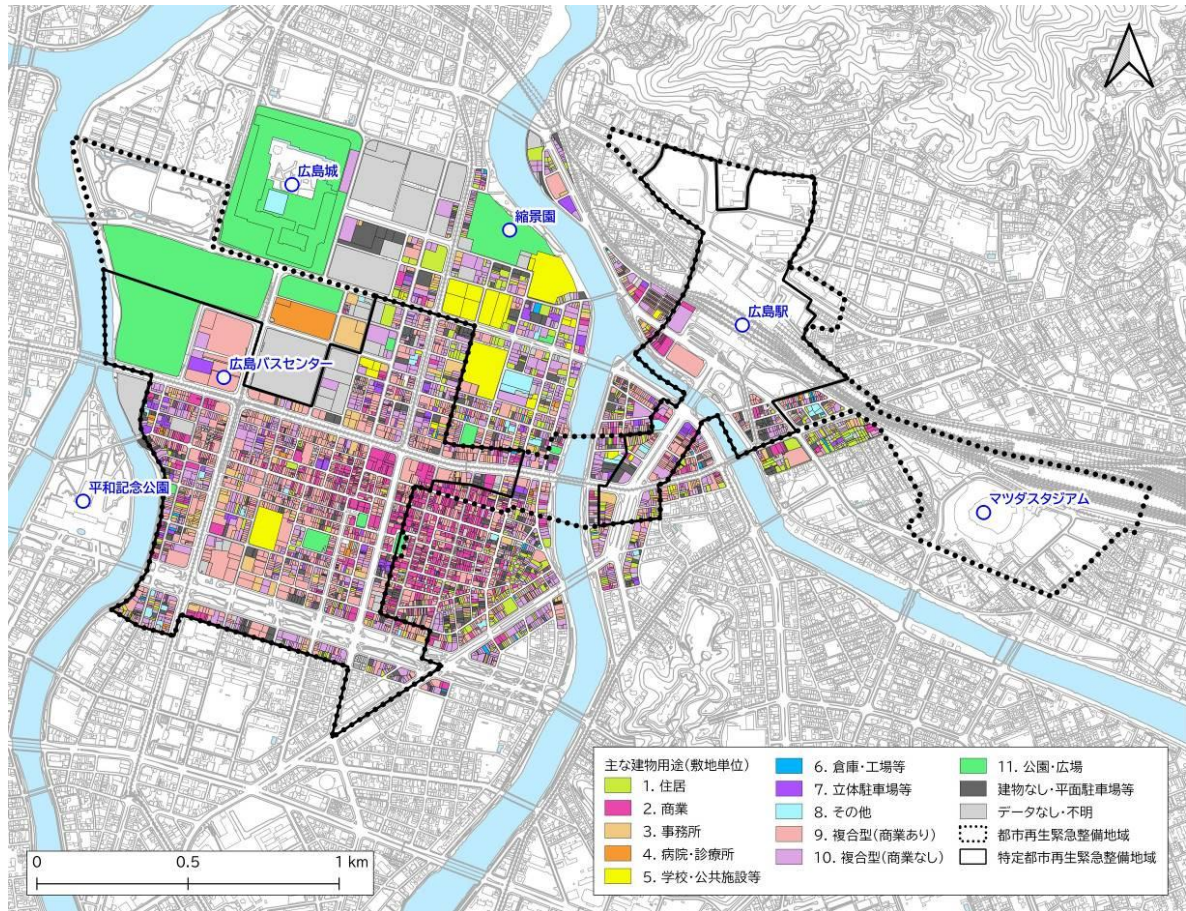 広島城
縮景園
広島駅
広島バスセンター
平和記念公園
マツダスタジアム
主な建物用途(敷地単位)
1. 住居
2. 商業
3. 事務所
4. 病院・診療所
5. 学校・公共施設等
6. 倉庫・工場等
7. 立体駐車場等
8. その他
9. 複合型(商業あり)
10. 複合型(商業なし)
11. 公園・広場
建物なし・平面駐車場等
データなし・不明
都市再生緊急整備地域
特定都市再生緊急整備地域
0 0.5 1 km